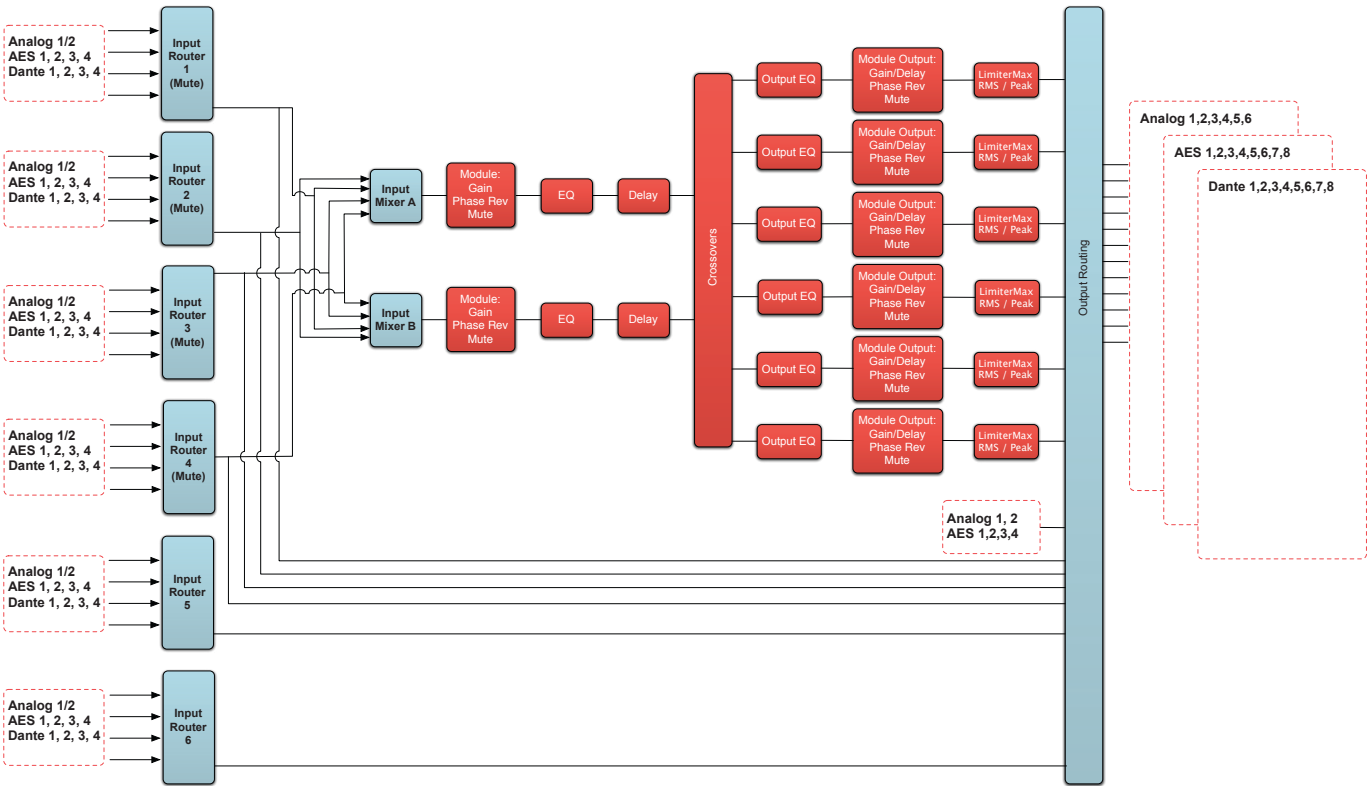 Analog 1/2
AES 1, 2, 3, 4
Dante 1, 2, 3, 4
Input
Router
1
(Mute)
Analog 1/2
AES 1, 2, 3, 4
Dante 1, 2, 3, 4
Input
Router
2
(Mute)
Analog 1/2
AES 1, 2, 3, 4
Dante 1, 2, 3, 4
Input
Router
3
(Mute)
Analog 1/2
AES 1, 2, 3, 4
Dante 1, 2, 3, 4
Input
Router
4
(Mute)
Analog 1/2
AES 1, 2, 3, 4
Dante 1, 2, 3, 4
Input
Router
5
Analog 1/2
AES 1, 2, 3, 4
Dante 1, 2, 3, 4
Input
Router
6
Input
Mixer A
Module:
Gain
Phase Rev
Mute
EQ
Delay
Input
Mixer B
Module:
Gain
Phase Rev
Mute
EQ
Delay
Crossovers
Output EQ
Module Output:
Gain/Delay
Phase Rev
Mute
LimiterMax
RMS / Peak
Output EQ
Module Output:
Gain/Delay
Phase Rev
Mute
LimiterMax
RMS / Peak
Output EQ
Module Output:
Gain/Delay
Phase Rev
Mute
LimiterMax
RMS / Peak
Output EQ
Module Output:
Gain/Delay
Phase Rev
Mute
LimiterMax
RMS / Peak
Output EQ
Module Output:
Gain/Delay
Phase Rev
Mute
LimiterMax
RMS / Peak
Output EQ
Module Output:
Gain/Delay
Phase Rev
Mute
LimiterMax
RMS / Peak
Analog 1, 2
AES 1,2,3,4
Output Routing
Analog 1,2,3,4,5,6
AES 1,2,3,4,5,6,7,8
Dante 1,2,3,4,5,6,7,8